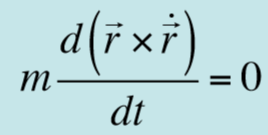 m d(r⃗ × ṙ⃗)/dt = 0